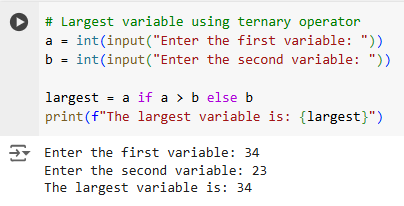 # Largest variable using ternary operator
a = int(input("Enter the first variable: "))
b = int(input("Enter the second variable: "))
largest = a if a > b else b
print(f"The largest variable is: {largest}")
Enter the first variable: 34
Enter the second variable: 23
The largest variable is: 34